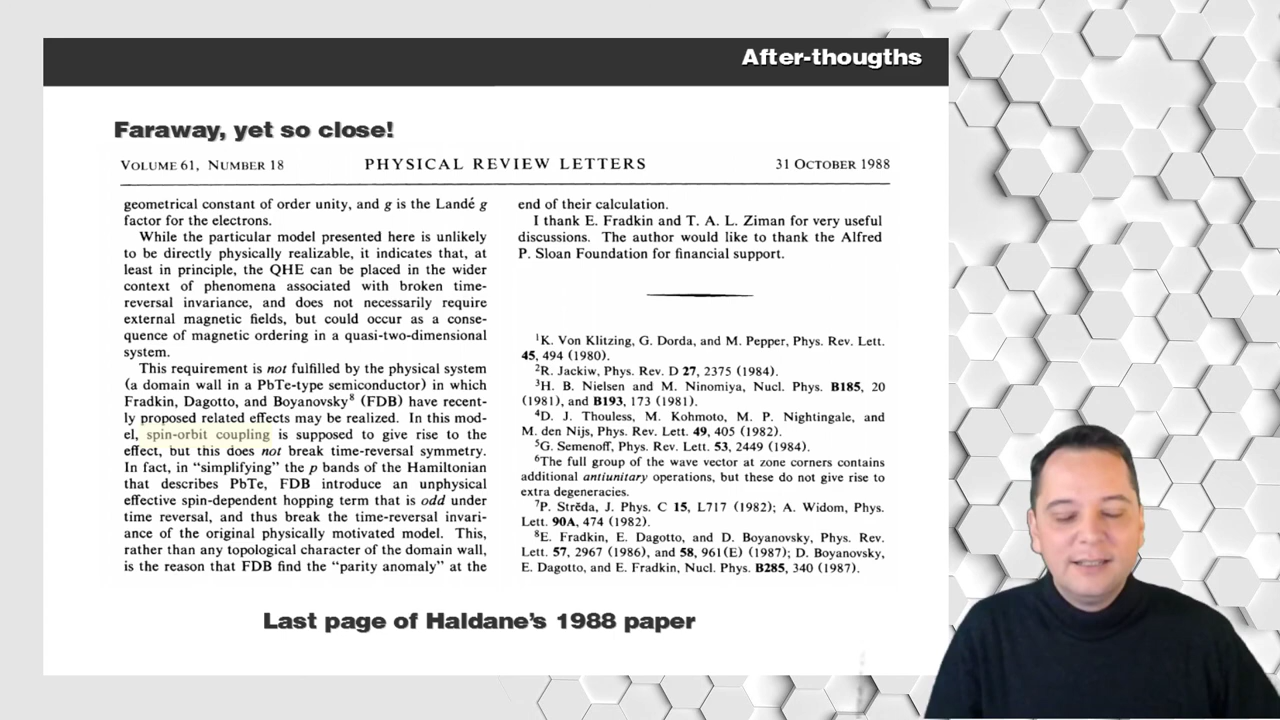 After-thougths
Faraway, yet so close!
VOLUME 61, NUMBER 18 PHYSICAL REVIEW LETTERS 31 OCTOBER 1988
geometrical constant of order unity, and g is the Landé g
factor for the electrons.
While the particular model presented here is unlikely
to be directly physically realizable, it indicates that, at
least in principle, the QHE can be placed in the wider
context of phenomena associated with broken time-
reversal invariance, and does not necessarily require
external magnetic fields, but could occur as a conse-
quence of magnetic ordering in a quasi-two-dimensional
system.
This requirement is not fulfilled by the physical system
(a domain wall in a PbTe-type semiconductor) in which
Fradkin, Dagotto, and Boyanovsky⁸ (FDB) have recent-
ly proposed related effects may be realized. In this mod-
el, spin-orbit coupling is supposed to give rise to the
effect, but this does not break time-reversal symmetry.
In fact, in “simplifying” the p bands of the Hamiltonian
that describes PbTe, FDB introduce an unphysical
effective spin-dependent hopping term that is odd under
time reversal, and thus break the time-reversal invari-
ance of the original physically motivated model. This,
rather than any topological character of the domain wall,
is the reason that FDB find the “parity anomaly” at the
end of their calculation.
I thank E. Fradkin and T. A. L. Ziman for very useful
discussions. The author would like to thank the Alfred
P. Sloan Foundation for financial support.
¹K. Von Klitzing, G. Dorda, and M. Pepper, Phys. Rev. Lett.
45, 494 (1980).
²R. Jackiw, Phys. Rev. D 27, 2375 (1984).
³H. B. Nielsen and M. Ninomiya, Nucl. Phys. B185, 20
(1981), and B193, 173 (1981).
⁴D. J. Thouless, M. Kohmoto, M. P. Nightingale, and
M. den Nijs, Phys. Rev. Lett. 49, 405 (1982).
⁵G. Semenoff, Phys. Rev. Lett. 53, 2449 (1984).
⁶The full group of the wave vector at zone corners contains
additional antiunitary operations, but these do not give rise to
extra degeneracies.
⁷P. Strěda, J. Phys. C 15, L717 (1982); A. Widom, Phys.
Lett. 90A, 474 (1982).
⁸E. Fradkin, E. Dagotto, and D. Boyanovsky, Phys. Rev.
Lett. 57, 2967 (1986), and 58, 961(E) (1987); D. Boyanovsky,
E. Dagotto, and E. Fradkin, Nucl. Phys. B285, 340 (1987).
Last page of Haldane's 1988 paper